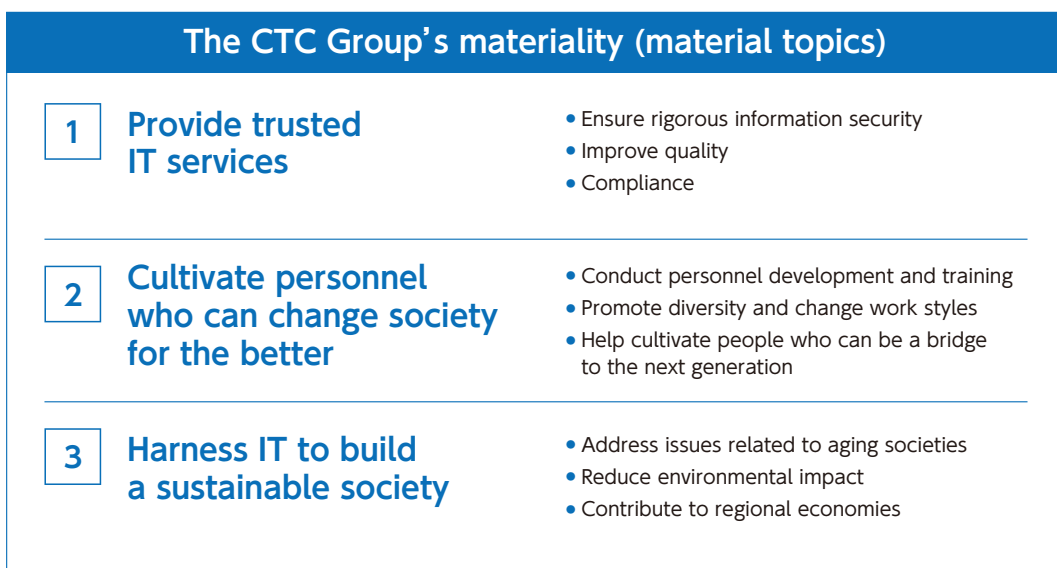 The CTC Group’s materiality (material topics)
1
Provide trusted
IT services
• Ensure rigorous information security
• Improve quality
• Compliance
2
Cultivate personnel
who can change society
for the better
• Conduct personnel development and training
• Promote diversity and change work styles
• Help cultivate people who can be a bridge
to the next generation
3
Harness IT to build
a sustainable society
• Address issues related to aging societies
• Reduce environmental impact
• Contribute to regional economies